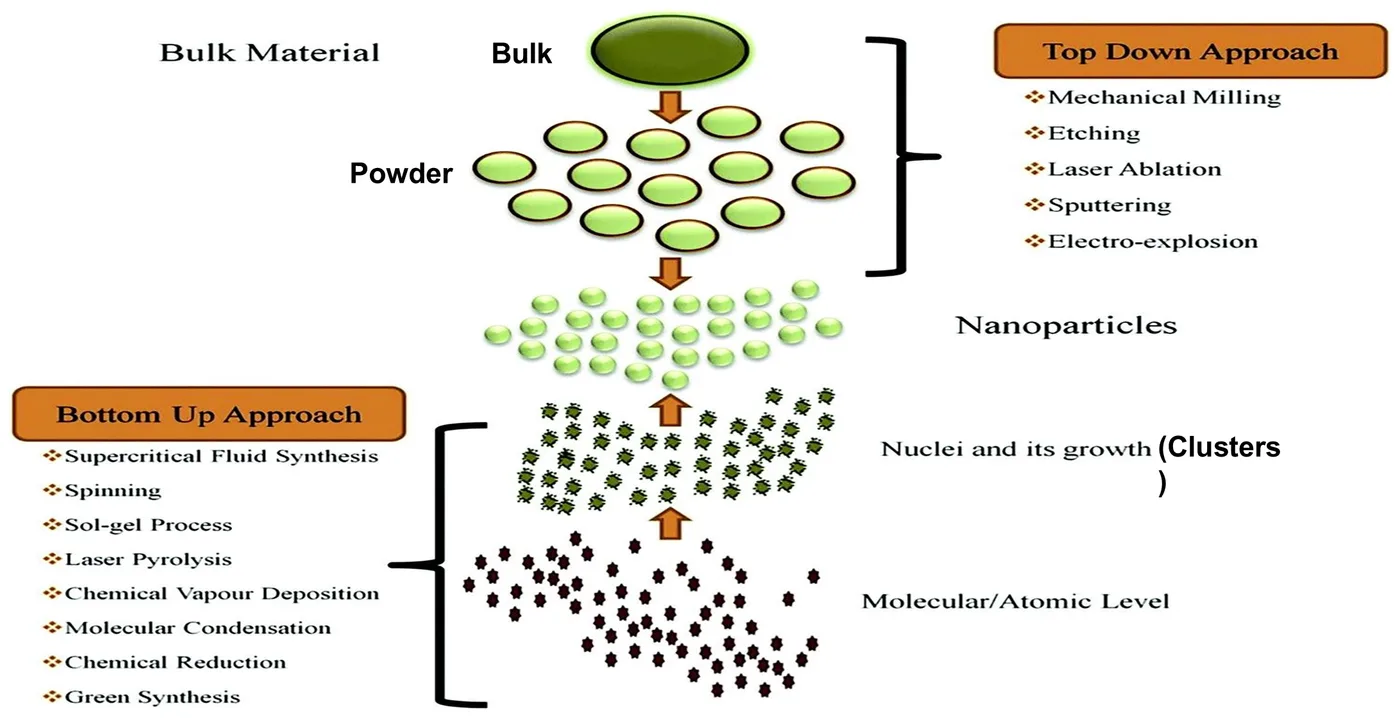 Bulk Material
Bulk
Top Down Approach
❖Mechanical Milling
❖Etching
❖Laser Ablation
❖Sputtering
❖Electro-explosion
Powder
Nanoparticles
Bottom Up Approach
❖Supercritical Fluid Synthesis
❖Spinning
❖Sol-gel Process
❖Laser Pyrolysis
❖Chemical Vapour Deposition
❖Molecular Condensation
❖Chemical Reduction
❖Green Synthesis
Nuclei and its growth (Clusters
)
Molecular/Atomic Level